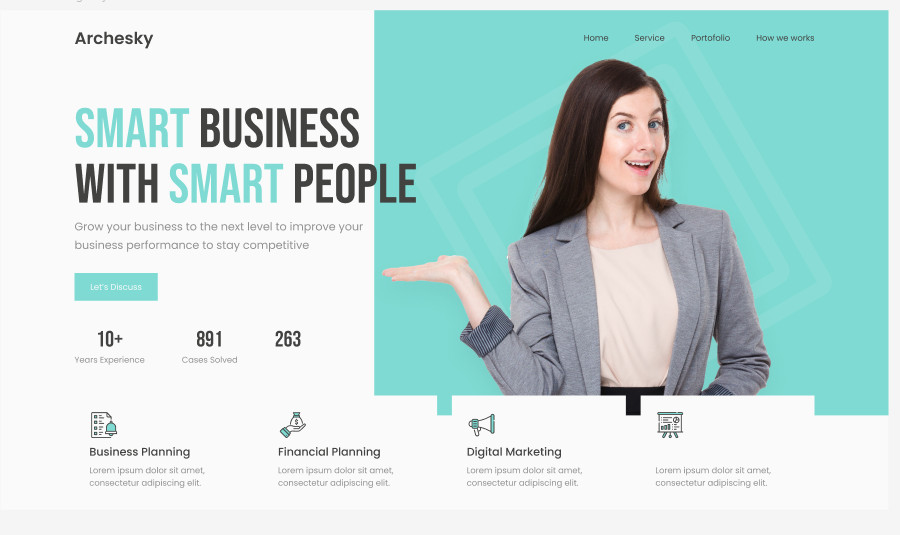 Archesky
Home Service Portofolio How we works
SMART BUSINESS
WITH SMART PEOPLE
Grow your business to the next level to improve your
business performance to stay competitive
Let's Discuss
10+ 891 263
Years Experience Cases Solved
Business Planning Financial Planning Digital Marketing
Lorem ipsum dolor sit amet, Lorem ipsum dolor sit amet, Lorem ipsum dolor sit amet, Lorem ipsum dolor sit amet,
consectetur adipiscing elit. consectetur adipiscing elit. consectetur adipiscing elit. consectetur adipiscing elit.